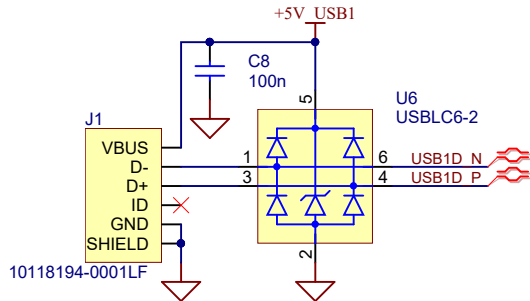 +5V_USB1
C8
100n
J1
U6
USBLC6-2
5
VBUS
D-
D+
ID
GND
SHIELD
1
3
6
4
USB1D_N
USB1D_P
2
10118194-0001LF